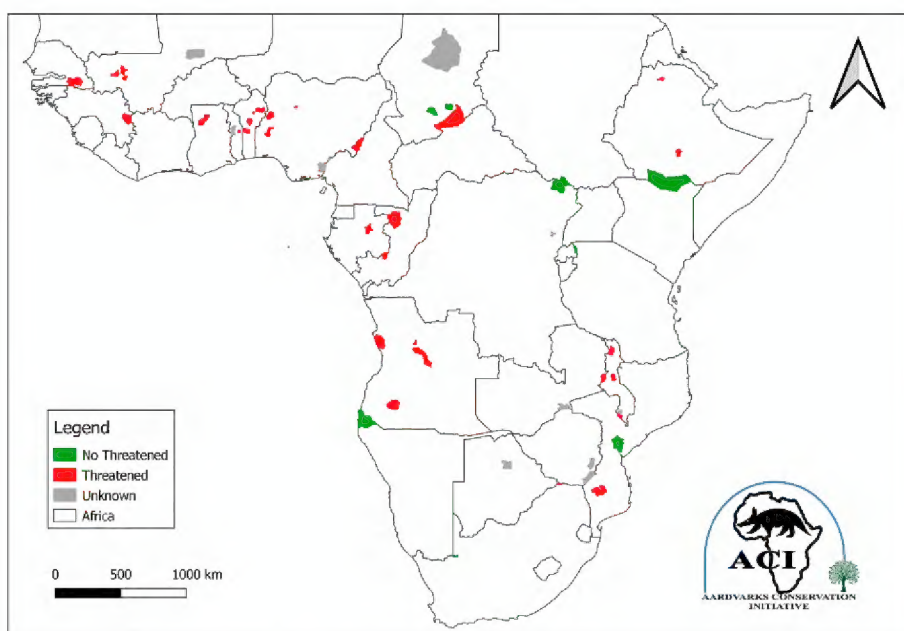 Legend
No Threatened
Threatened
Unknown
Africa
0 500 1000 km
ACI
AARDVARKS CONSERVATION
INITIATIVE